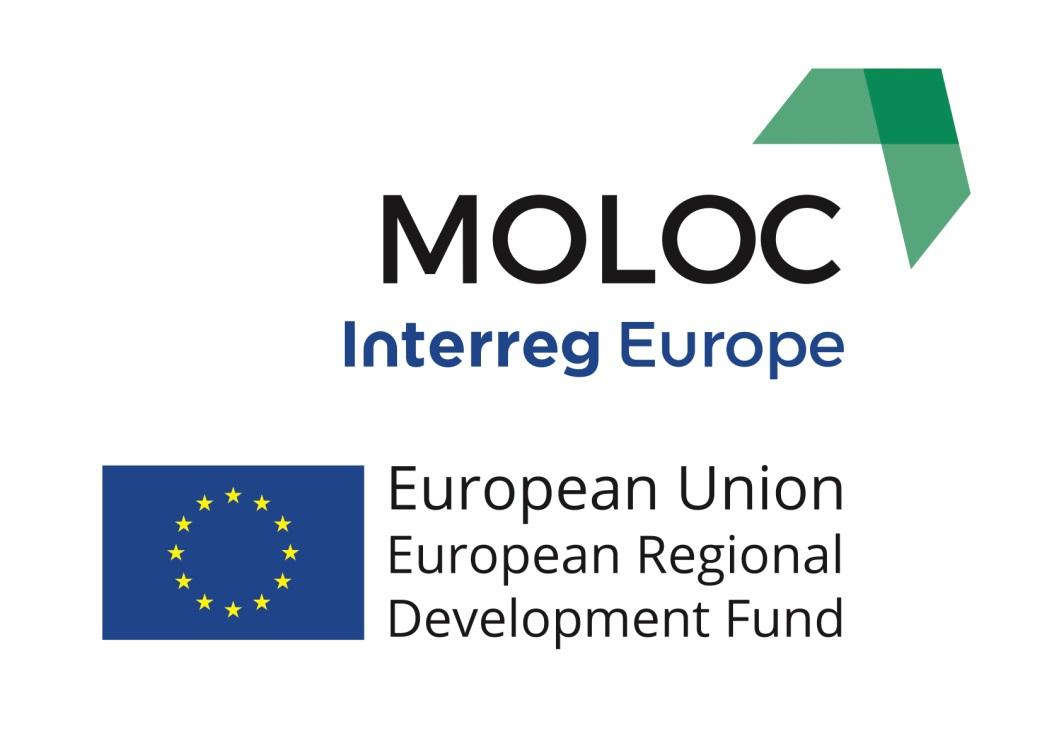 MOLOC
Interreg Europe
European Union
European Regional
Development Fund